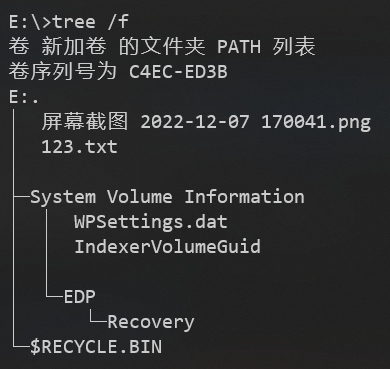 E:\>tree /f
卷 新加卷 的文件夹 PATH 列表
卷序列号为 C4EC-ED3B
E:.
│  屏幕截图 2022-12-07 170041.png
│  123.txt
│
├─System Volume Information
│  │  WPSettings.dat
│  │  IndexerVolumeGuid
│  │
│  └─EDP
│      └─Recovery
└─$RECYCLE.BIN